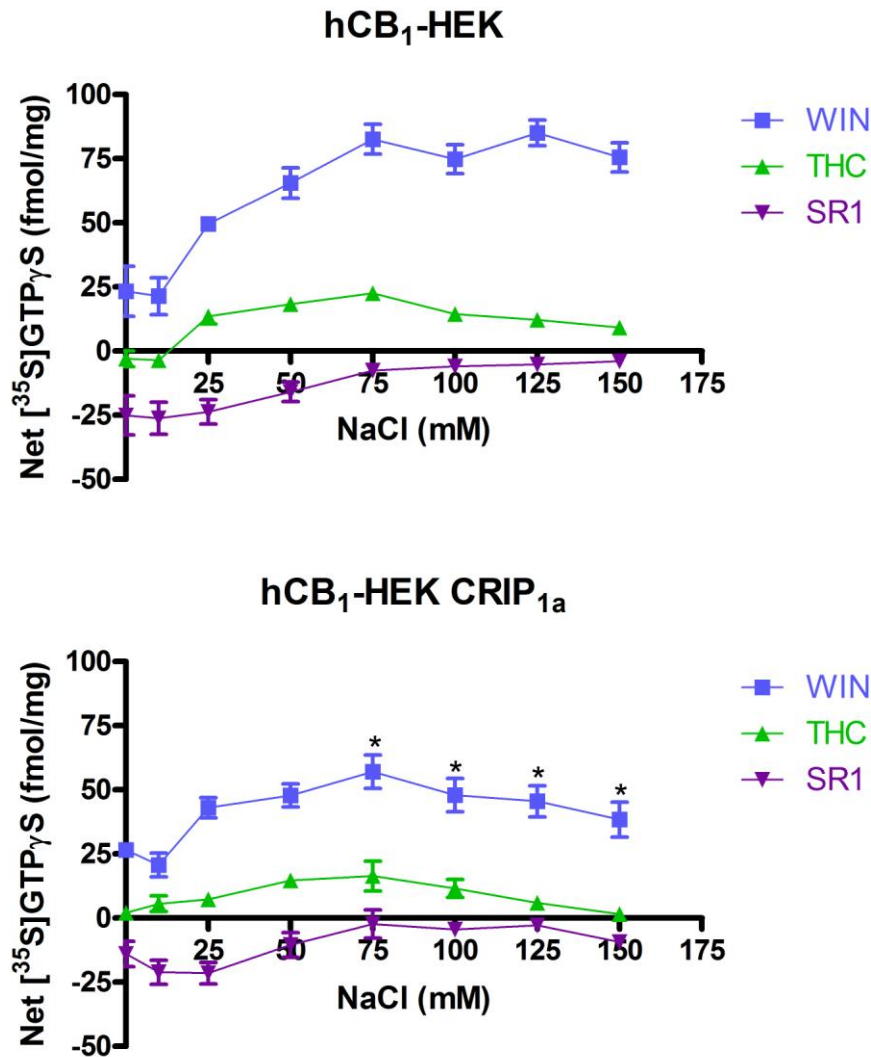 hCB₁-HEK
100
75
50
25
0
-25
-50
Net [³⁵S]GTPγS (fmol/mg)
25 50 75 100 125 150 175
NaCl (mM)
WIN
THC
SR1
hCB₁-HEK CRIP₁ₐ
100
75
50
25
0
-25
-50
Net [³⁵S]GTPγS (fmol/mg)
* * * *
25 50 75 100 125 150 175
NaCl (mM)
WIN
THC
SR1